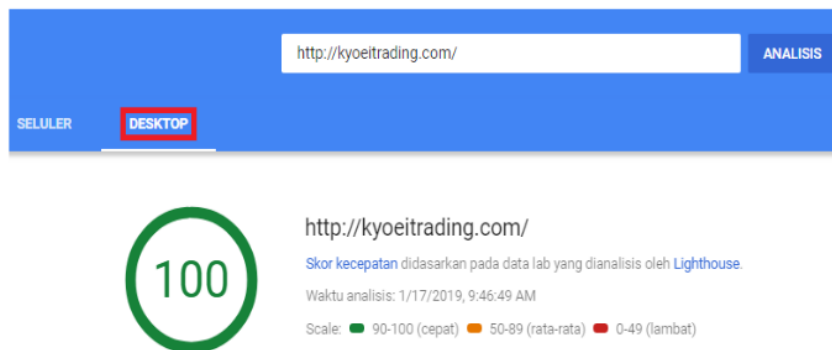 http://kyoeitrading.com/ ANALISIS
SELULER DESKTOP
100
http://kyoeitrading.com/
Skor kecepatan didasarkan pada data lab yang dianalisis oleh Lighthouse.
Waktu analisis: 1/17/2019, 9:46:49 AM
Scale: 90-100 (cepat) 50-89 (rata-rata) 0-49 (lambat)